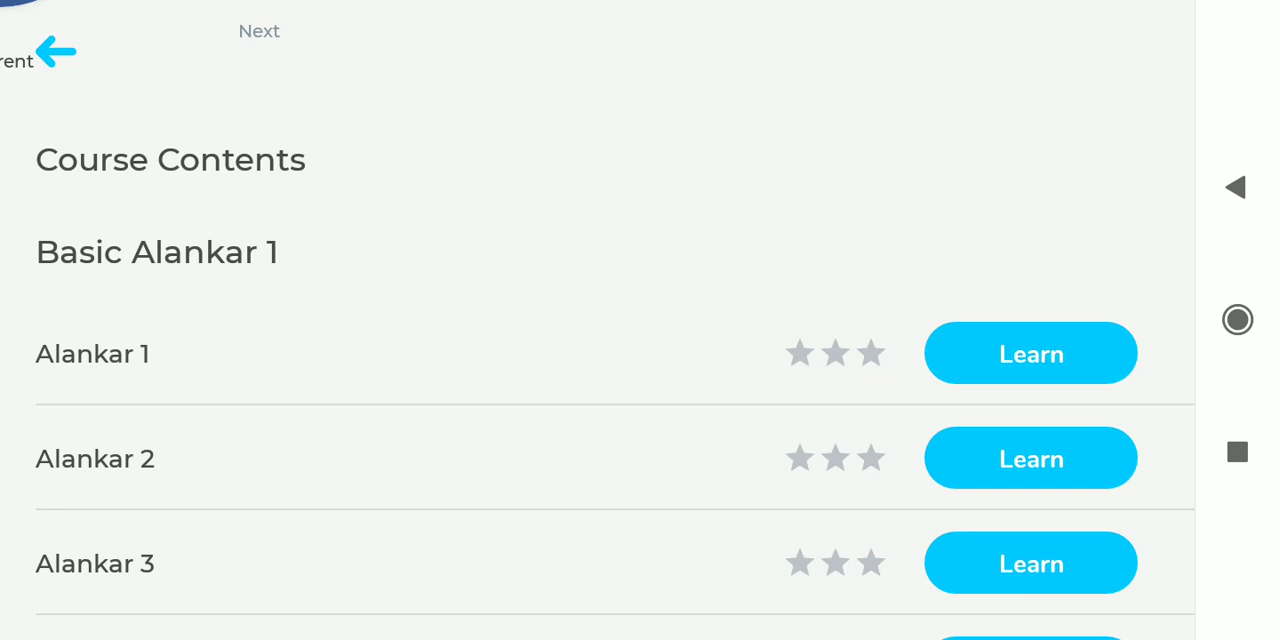 Next
rent
Course Contents
Basic Alankar 1
Alankar 1
Learn
Alankar 2
Learn
Alankar 3
Learn